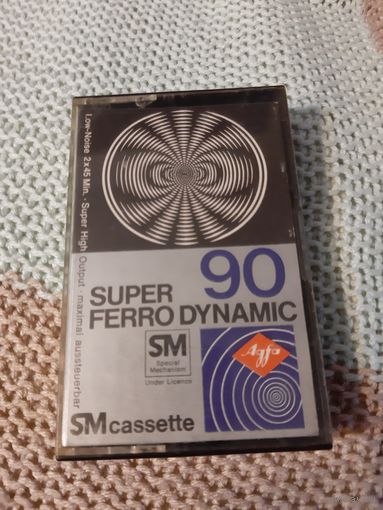 Low-Noise 2x45 Min. · Super High Output · maximal aussteuerbar
90
SUPER
FERRO DYNAMIC
SM
Special
Mechanism
Under Licence
Agfa
SM cassette